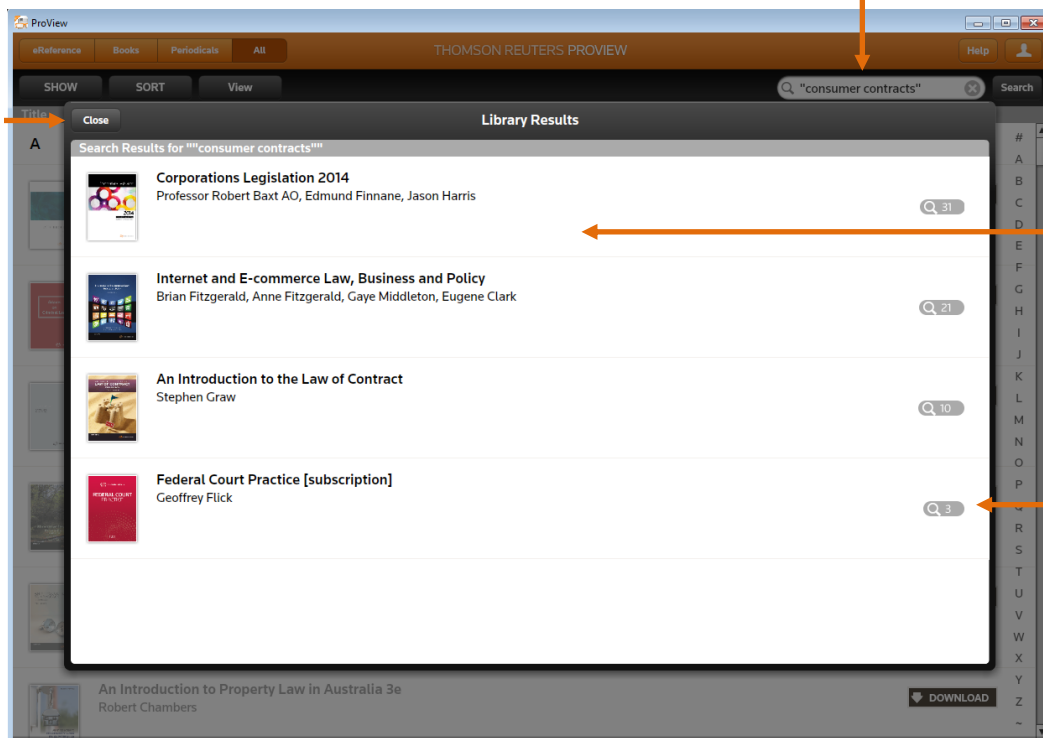 ProView
eReference Books Periodicals All THOMSON REUTERS PROVIEW Help
SHOW SORT View "consumer contracts" Search
Title
Close Library Results
A
Search Results for ""consumer contracts""
Corporations Legislation 2014
Professor Robert Baxt AO, Edmund Finnane, Jason Harris
31
Internet and E-commerce Law, Business and Policy
Brian Fitzgerald, Anne Fitzgerald, Gaye Middleton, Eugene Clark
21
An Introduction to the Law of Contract
Stephen Graw
10
Federal Court Practice [subscription]
Geoffrey Flick
FEDERAL COURT
PRACTICE
3
An Introduction to Property Law in Australia 3e
Robert Chambers
DOWNLOAD
#
A
B
C
D
E
F
G
H
I
J
K
L
M
N
O
P
Q
R
S
T
U
V
W
X
Y
Z
~